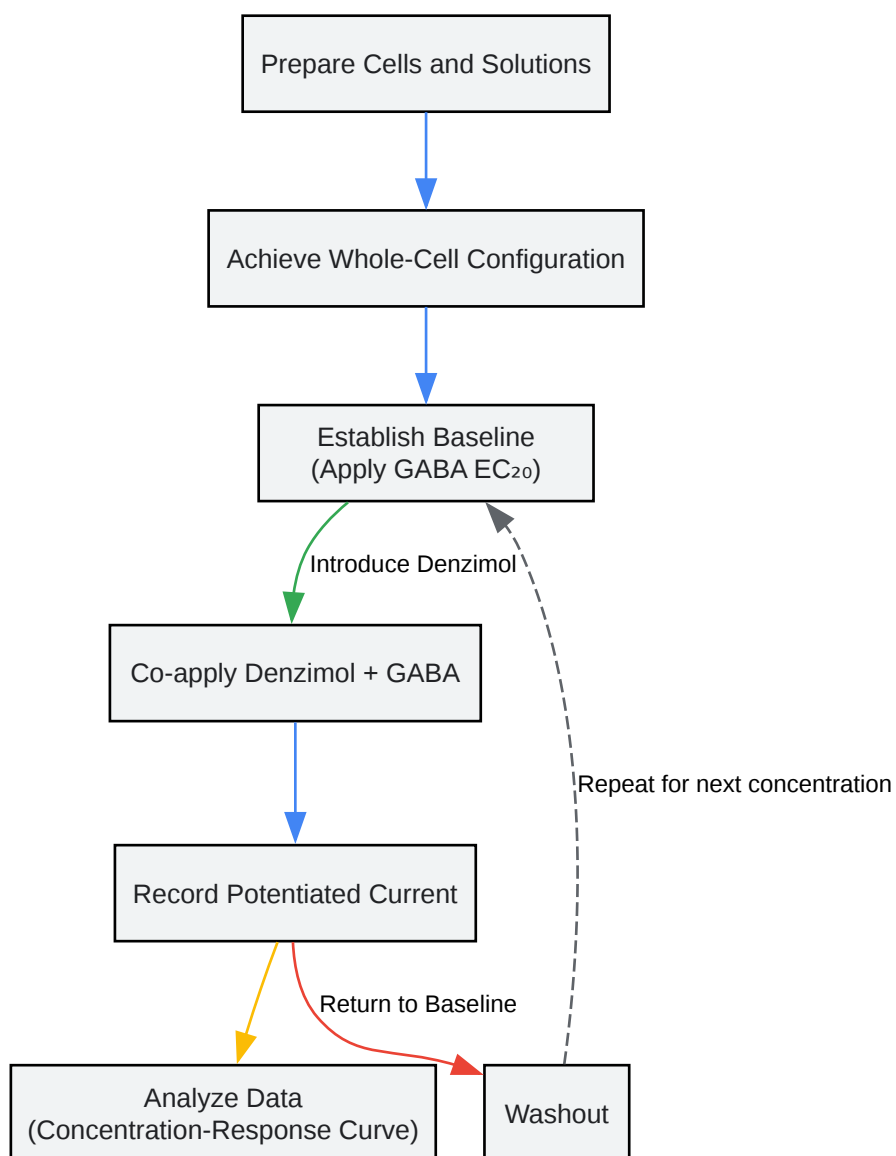 Prepare Cells and Solutions
Achieve Whole-Cell Configuration
Establish Baseline
(Apply GABA EC₂₀)
Introduce Denzimol
Co-apply Denzimol + GABA
Repeat for next concentration
Record Potentiated Current
Return to Baseline
Analyze Data
(Concentration-Response Curve)
Washout